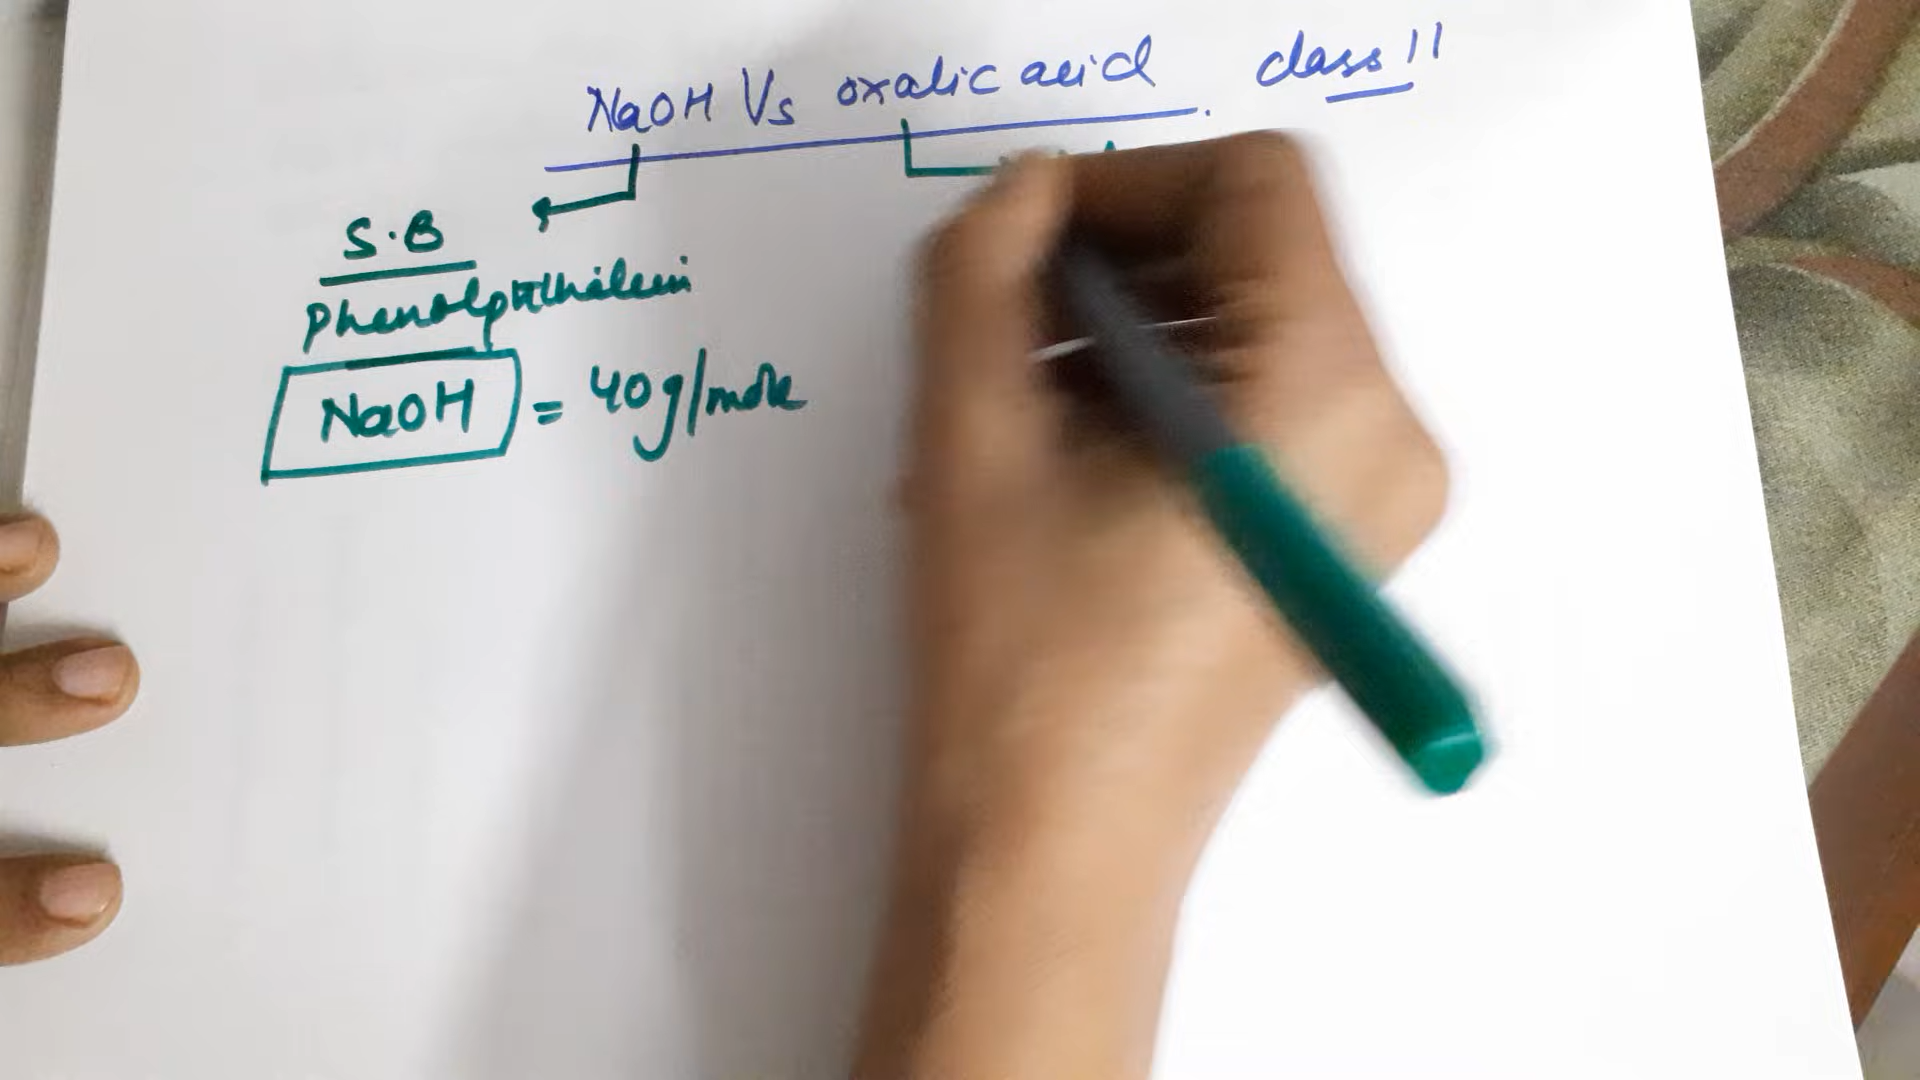 NaOH Vs oxalic acid. class 11
S.B
Phenolphthalein
NaOH = 40g/mole